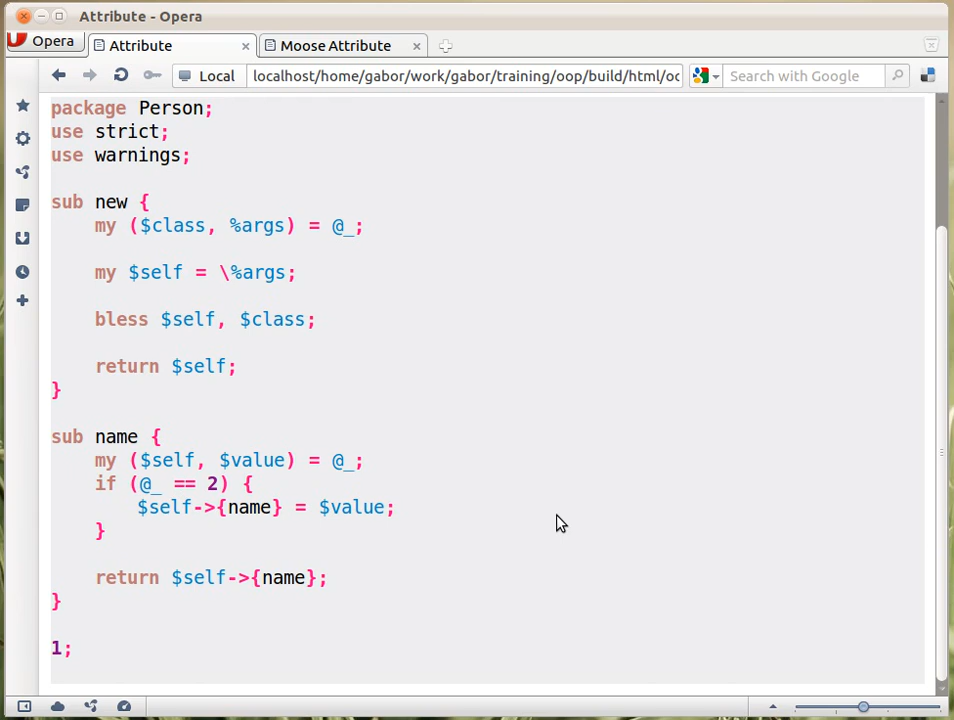 Attribute - Opera
Opera
Attribute
Moose Attribute
Local
localhost/home/gabor/work/gabor/training/oop/build/html/oo
Search with Google
package Person;
use strict;
use warnings;
sub new {
my ($class, %args) = @_;
my $self = \%args;
bless $self, $class;
return $self;
}
sub name {
my ($self, $value) = @_;
if (@_ == 2) {
$self->{name} = $value;
}
return $self->{name};
}
1;